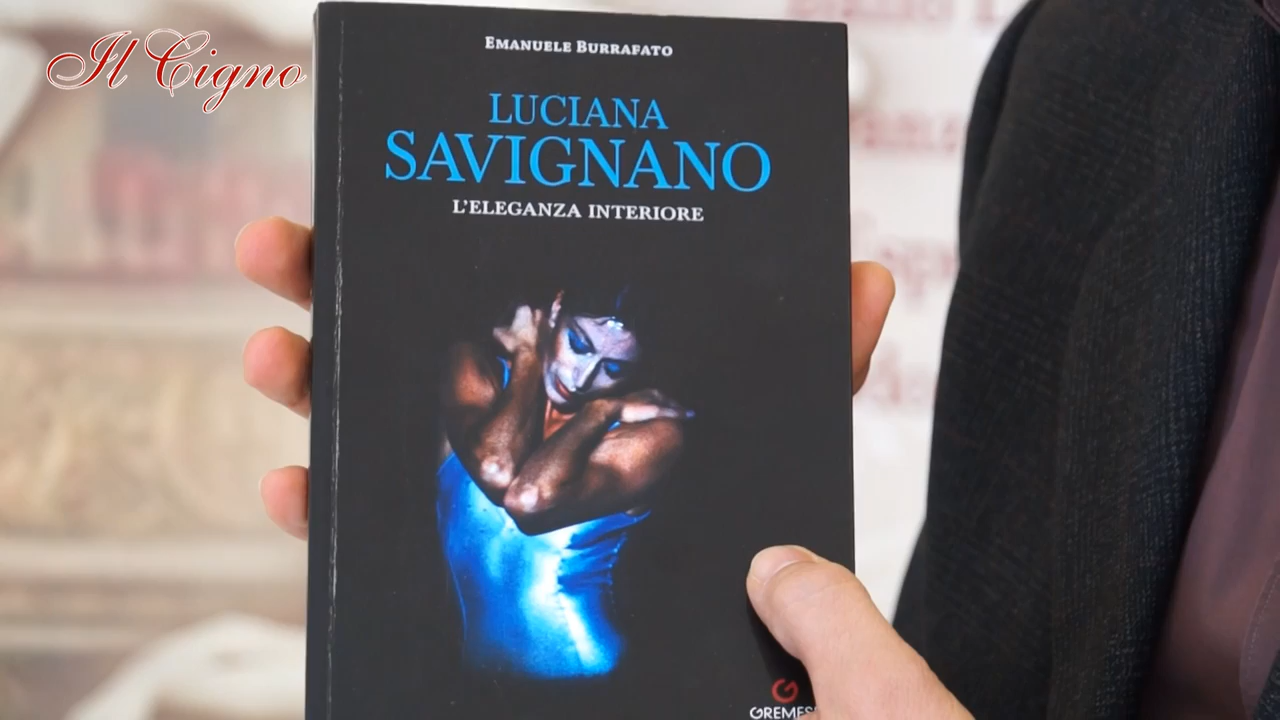 Il Cigno
EMANUELE BURRAFATO
LUCIANA
SAVIGNANO
L'ELEGANZA INTERIORE